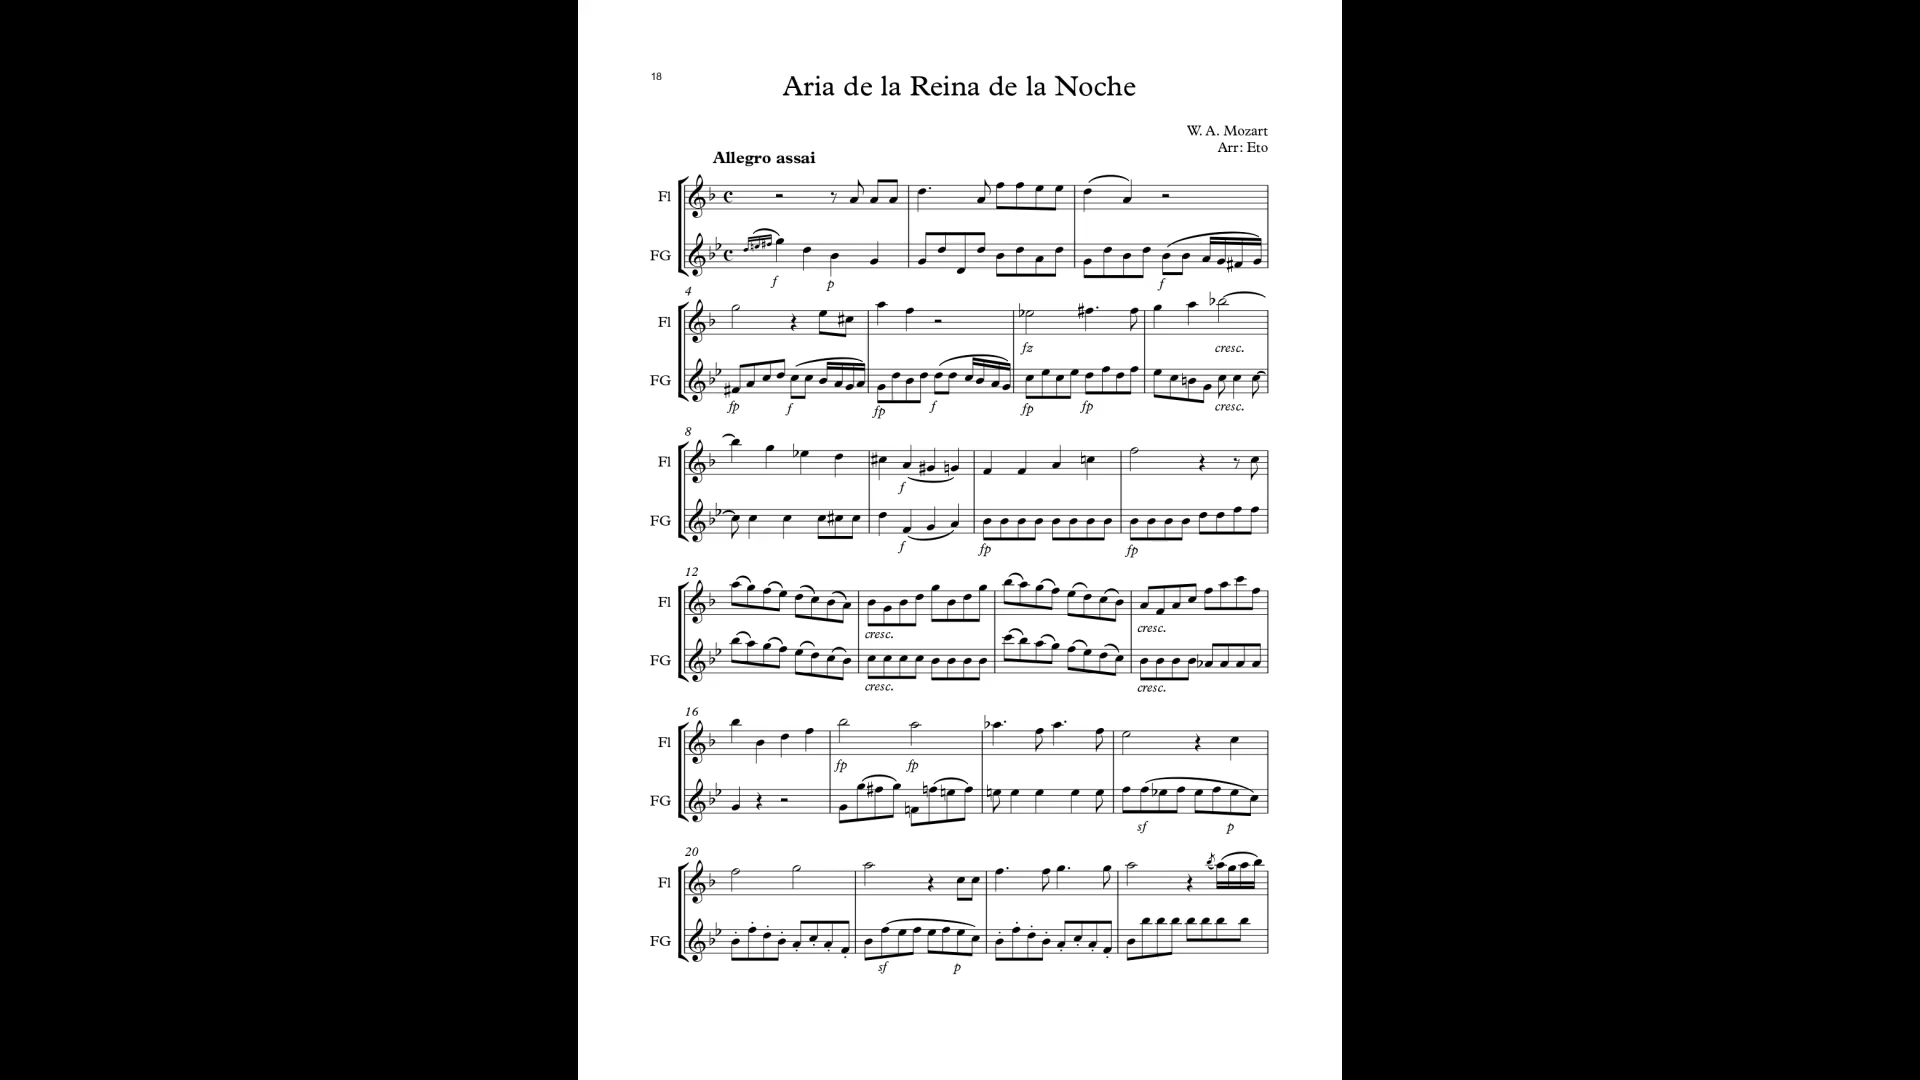 18
Aria de la Reina de la Noche
W. A. Mozart
Arr: Eto
Allegro assai
Fl
FG
f p f
4
Fl
fz cresc.
FG
fp f fp f fp fp cresc.
8
Fl
f
FG
f fp fp
12
Fl
cresc. cresc.
FG
cresc. cresc.
16
Fl
fp fp
FG
sf p
20
Fl
FG
sf p